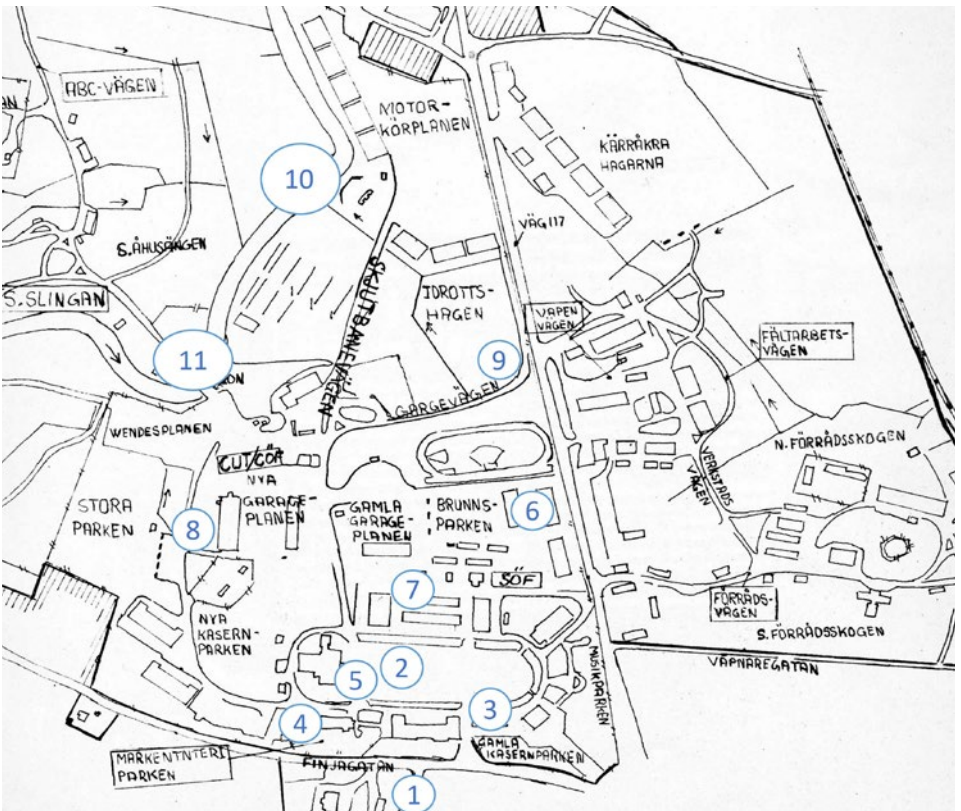 ABC-VÄGEN
MOTOR-
KÖRPLANEN
KÄRRÅKRA
HAGARNA
10
S. ÅHUSÄNGEN
VÄG 117
S. SLINGAN
SKJUTBANEVÄGEN
IDROTTS-
HAGEN
VAPEN
VÄGEN
FÄLTARBETS-
VÄGEN
11
9
GARGEVÄGEN
WENDESPLANEN
N. FÖRRÅDSSKOGEN
CUT/CÖA
VERKSTADS
VÄGEN
NYA
GARAGE-
PLANEN
STORA
PARKEN
GAMLA
GARAGE-
PLANEN
BRUNNS-
PARKEN
6
8
7
SÖF
FÖRRÅDS-
VÄGEN
NYA
KASERN-
PARKEN
S. FÖRRÅDSSKOGEN
VÄPNAREGATAN
2
5
MUSIKPARKEN
3
4
GAMLA
KASERNPARKEN
MARKENTNTERI
PARKEN
FINJAGATAN
1